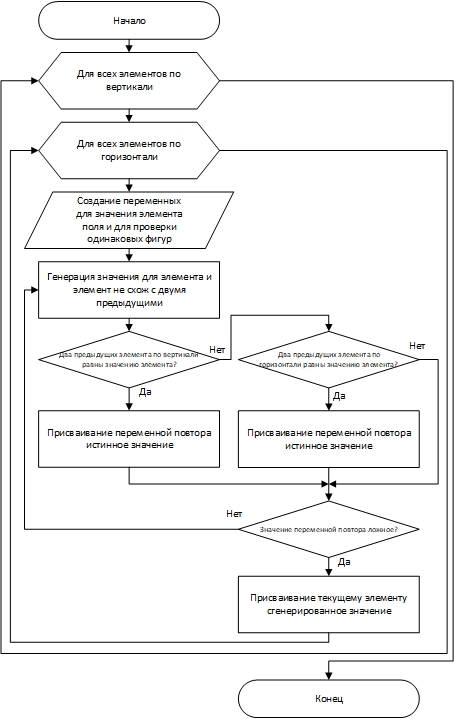 Начало
Для всех элементов по
вертикали
Для всех элементов по
горизонтали
Создание переменных
для значения элемента
поля и для проверки
одинаковых фигур
Генерация значения для элемента и
элемент не схож с двумя
предыдущими
Два предыдущих элемента по вертикали
равны значению элемента?
Нет
Два предыдущих элемента по
горизонтали равны значению элемента?
Нет
Да
Да
Присваивание переменной повтора
истинное значение
Присваивание переменной повтора
истинное значение
Нет
Значение переменной повтора ложное?
Да
Присваивание текущему элементу
сгенерированное значение
Конец